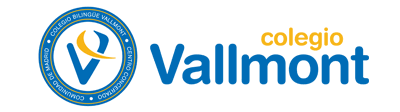 COLEGIO BILINGÜE VALLMONT
CENTRO CONCERTADO
COMUNIDAD DE MADRID
colegio
Vallmont